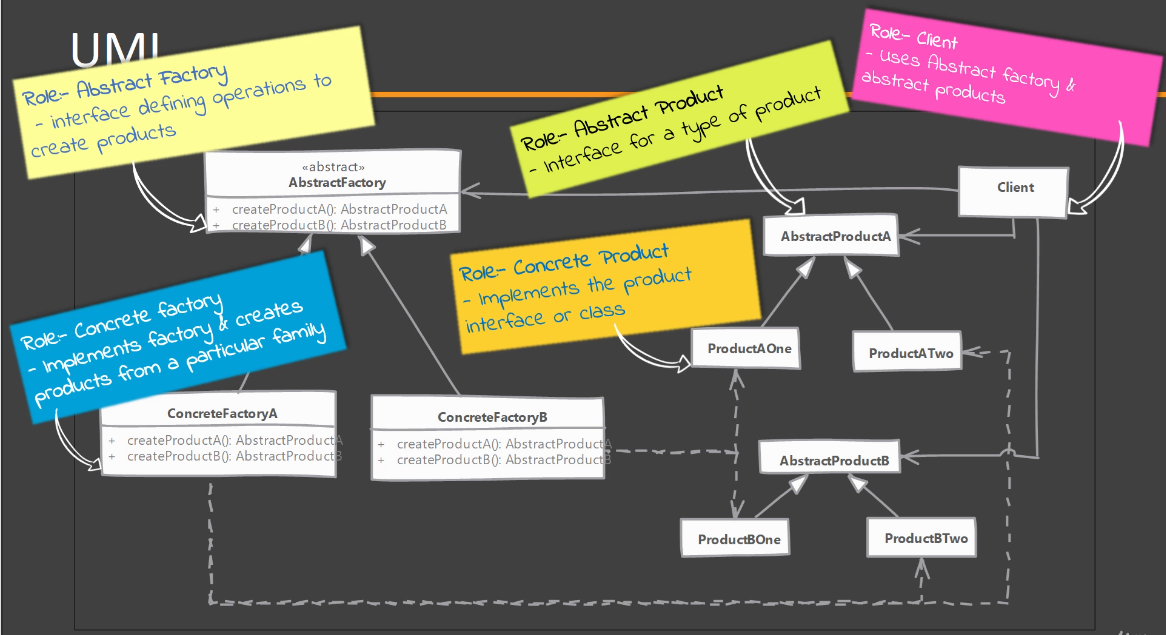 UML
Role:- Abstract Factory
- interface defining operations to
create products
Role:- Abstract Product
- Interface for a type of product
Role:- Client
- Uses Abstract factory &
abstract products
«abstract»
AbstractFactory
+ createProductA(): AbstractProductA
+ createProductB(): AbstractProductB
Client
AbstractProductA
Role:- Concrete Product
- Implements the product
interface or class
Role:- Concrete factory
- Implements factory & creates
products from a particular family
ProductAOne
ProductATwo
ConcreteFactoryA
+ createProductA(): AbstractProductA
+ createProductB(): AbstractProductB
ConcreteFactoryB
+ createProductA(): AbstractProductA
+ createProductB(): AbstractProductB
AbstractProductB
ProductBOne
ProductBTwo